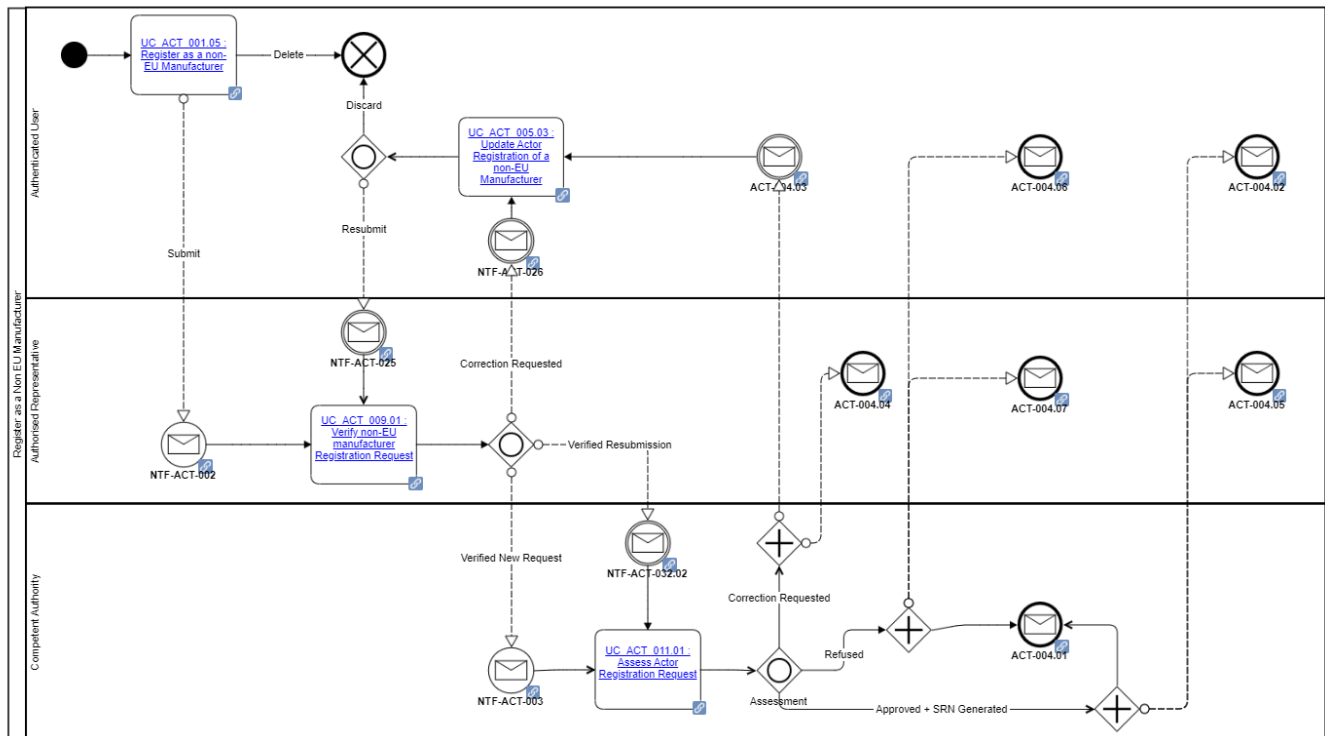 Register as a Non EU Manufacturer
Authenticated User
UC_ACT_001.05 :
Register as a non-
EU Manufacturer
Delete
Discard
UC_ACT_005.03 :
Update Actor
Registration of a
non-EU
Manufacturer
ACT-004.03
ACT-004.06
ACT-004.02
Resubmit
Submit
NTF-ACT-026
Authorised Representative
NTF-ACT-025
Correction Requested
ACT-004.04
ACT-004.07
ACT-004.05
UC_ACT_009.01 :
Verify non-EU
manufacturer
Registration Request
Verified Resubmission
NTF-ACT-002
Competent Authority
Verified New Request
NTF-ACT-032.02
Correction Requested
UC_ACT_011.01 :
Assess Actor
Registration Request
Refused
ACT-004.01
NTF-ACT-003
Assessment
Approved + SRN Generated